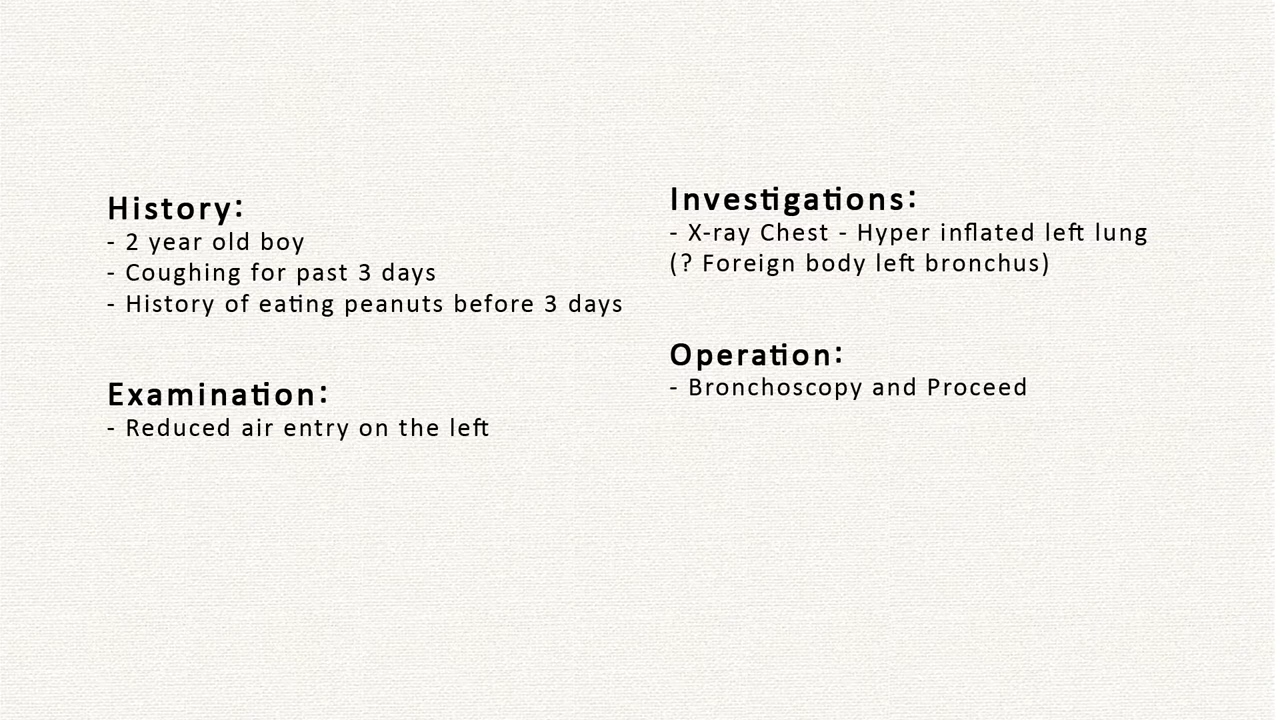 History:
- 2 year old boy
- Coughing for past 3 days
- History of eating peanuts before 3 days
Examination:
- Reduced air entry on the left
Investigations:
- X-ray Chest - Hyper inflated left lung
(? Foreign body left bronchus)
Operation:
- Bronchoscopy and Proceed